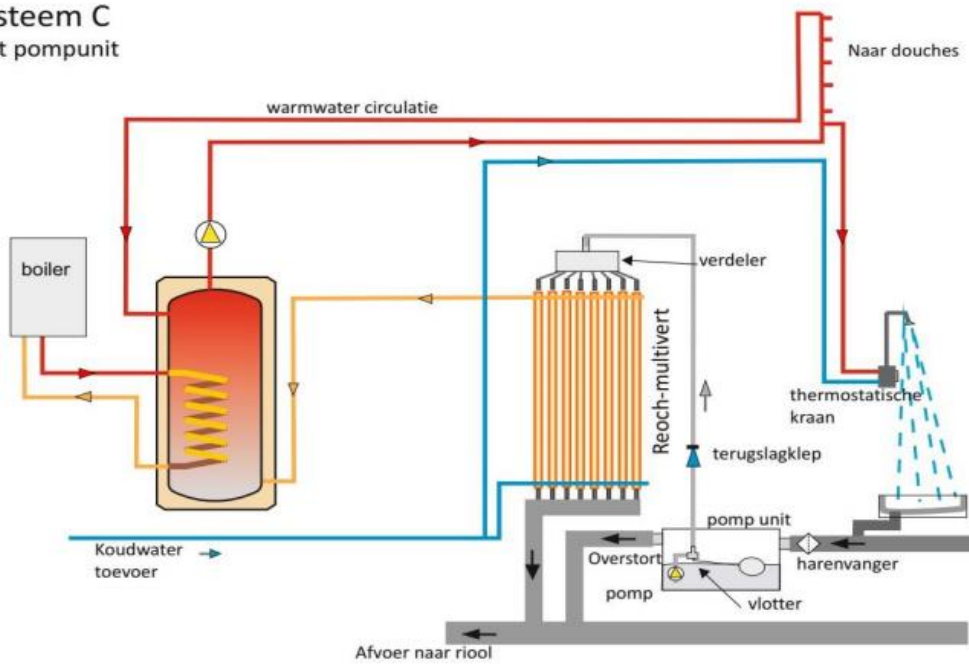 steem C
t pompunit
Naar douches
warmwater circulatie
boiler
verdeler
Reoch-multivert
thermostatische
kraan
terugslagklep
pomp unit
Koudwater
toevoer
Overstort
harenvanger
pomp
vlotter
Afvoer naar riool